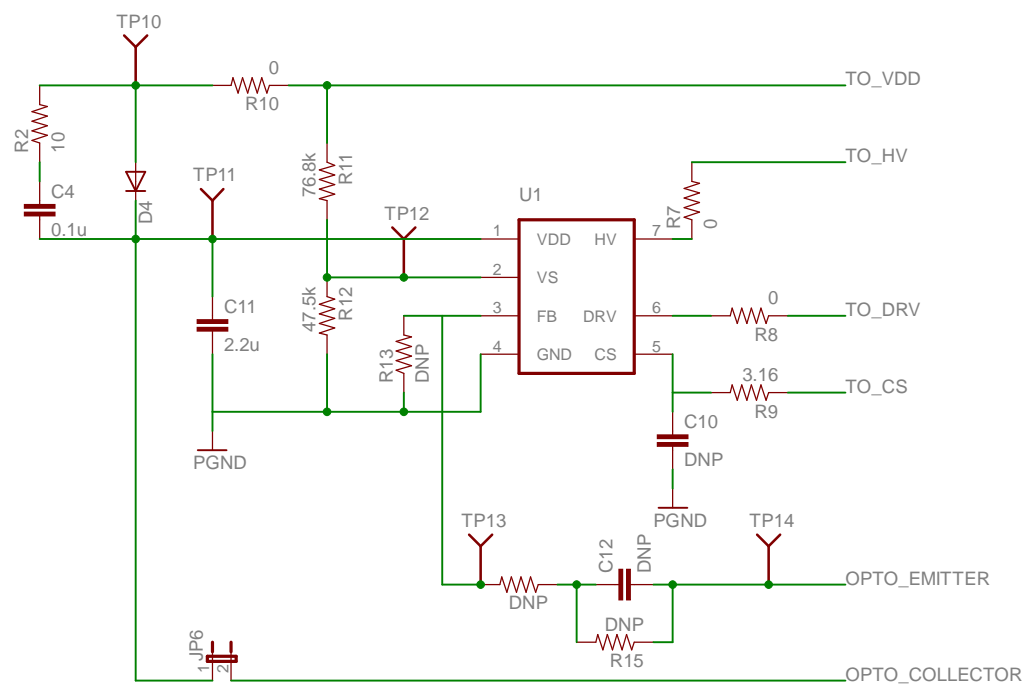 TP10
0
R10
TO_VDD
R2
10
C4
0.1u
D4
TP11
76.8k
R11
TP12
U1
TO_HV
R7
0
1
VDD
HV
7
2
VS
3
FB
DRV
6
4
GND
CS
5
C11
2.2u
47.5k
R12
R13
DNP
0
R8
TO_DRV
3.16
R9
TO_CS
C10
DNP
PGND
PGND
TP13
C12
DNP
TP14
DNP
OPTO_EMITTER
DNP
R15
JP6
1
2
OPTO_COLLECTOR